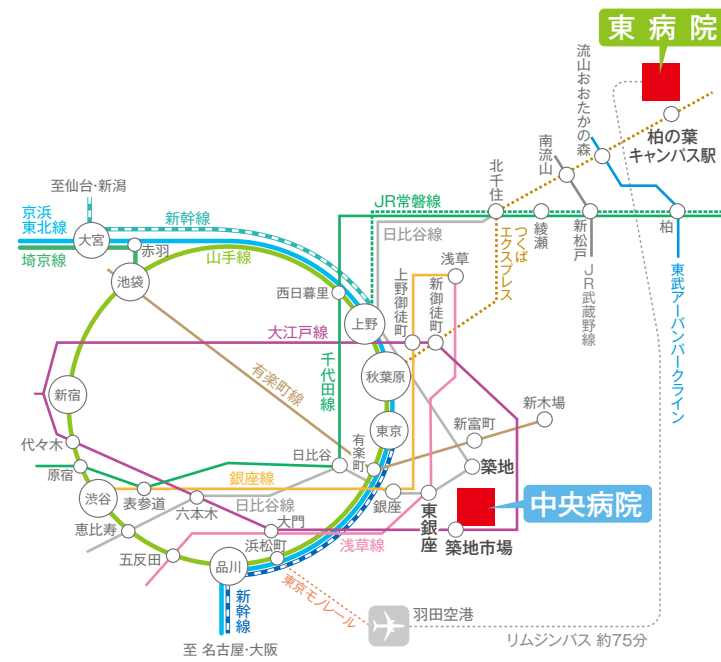 東病院
流山おおたかの森
柏の葉
キャンパス駅
南流山
北千住
至仙台・新潟
JR常磐線
京浜
東北線
新幹線
大宮
日比谷線
綾瀬
新松戸
柏
つくば
エクスプレス
埼京線
赤羽
山手線
浅草
上野御徒町
新御徒町
池袋
西日暮里
JR武蔵野線
東武アーバンパークライン
上野
大江戸線
千代田線
有楽町線
秋葉原
新宿
新木場
東京
新富町
代々木
有楽町
日比谷
築地
原宿
銀座線
渋谷
表参道
日比谷線
六本木
銀座
東銀座
中央病院
恵比寿
大門
浜松町
浅草線
築地市場
五反田
品川
新幹線
東京モノレール
羽田空港
リムジンバス 約75分
至 名古屋・大阪